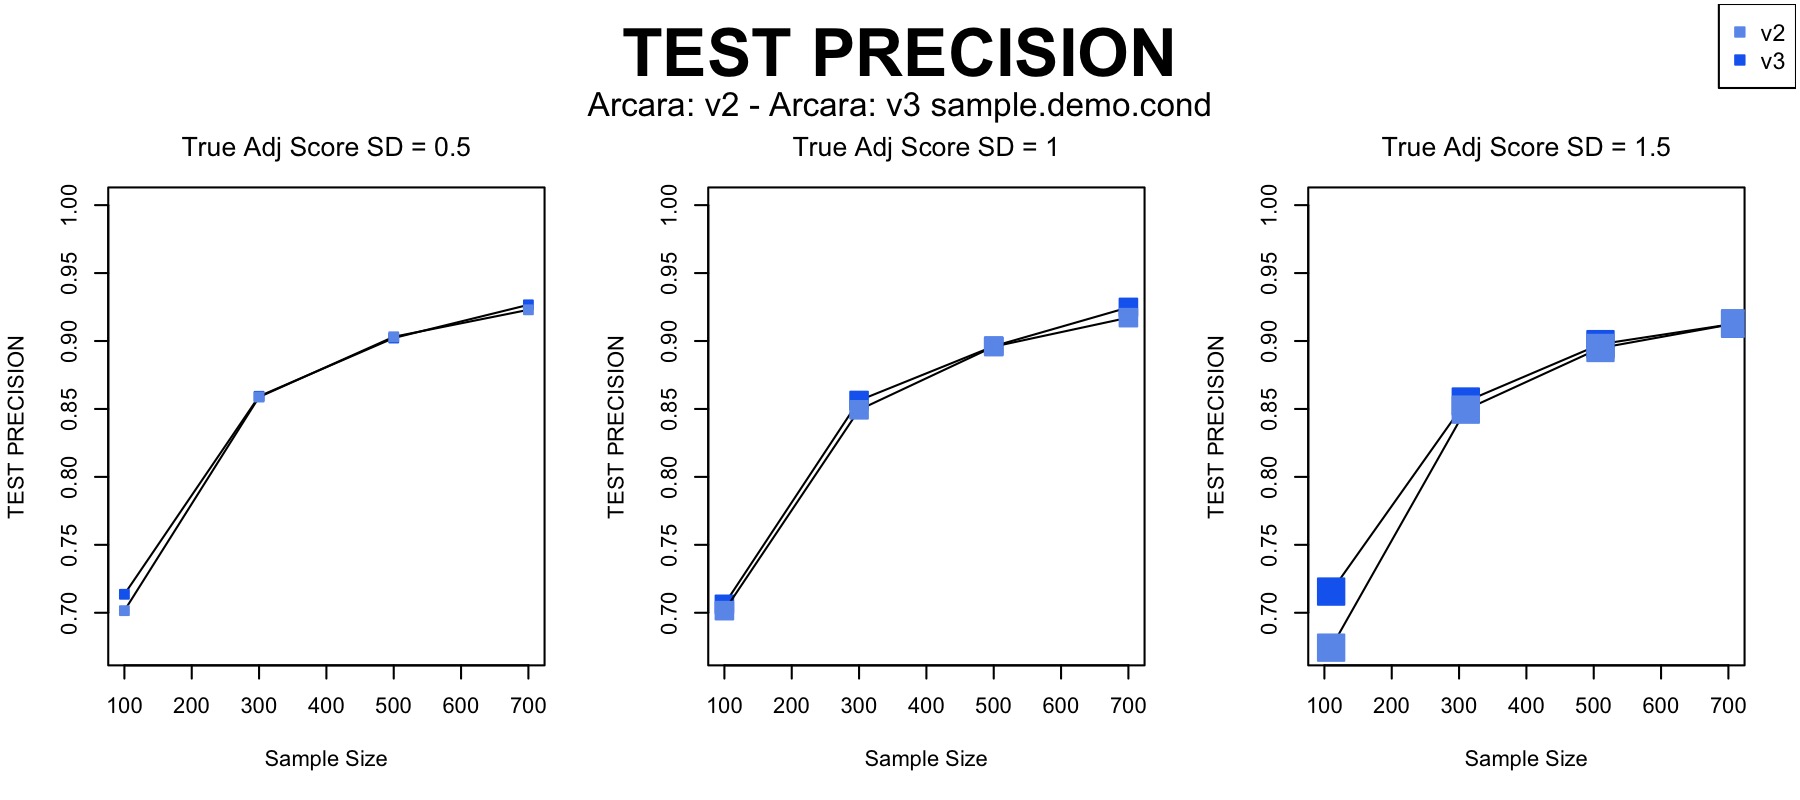 TEST PRECISION
Arcara: v2 - Arcara: v3 sample.demo.cond
v2
v3
True Adj Score SD = 0.5
TEST PRECISION
1.00
0.95
0.90
0.85
0.80
0.75
0.70
100 200 300 400 500 600 700
Sample Size
True Adj Score SD = 1
TEST PRECISION
1.00
0.95
0.90
0.85
0.80
0.75
0.70
100 200 300 400 500 600 700
Sample Size
True Adj Score SD = 1.5
TEST PRECISION
1.00
0.95
0.90
0.85
0.80
0.75
0.70
100 200 300 400 500 600 700
Sample Size